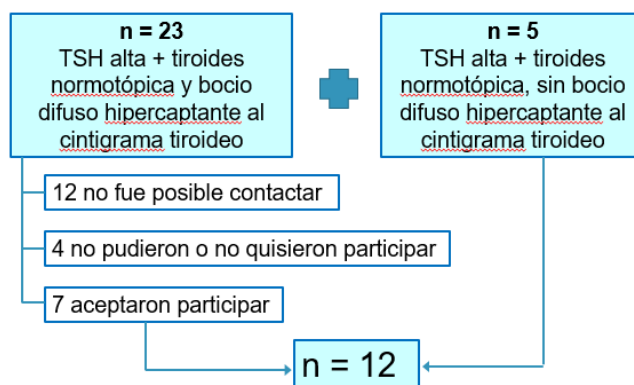 n = 23
TSH alta + tiroides
normotópica y bocio
difuso hipercaptante al
cintigrama tiroideo
n = 5
TSH alta + tiroides
normotópica, sin bocio
difuso hipercaptante al
cintigrama tiroideo
12 no fue posible contactar
4 no pudieron o no quisieron participar
7 aceptaron participar
n = 12